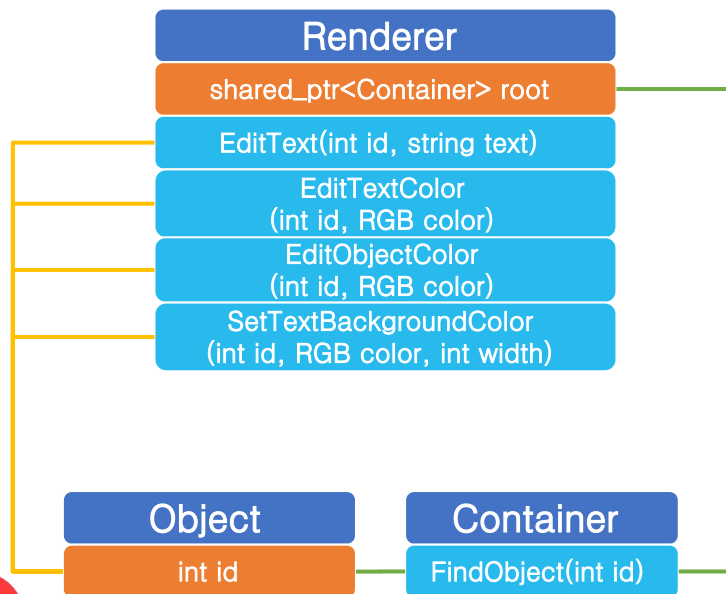 Renderer
shared_ptr<Container> root
EditText(int id, string text)
EditTextColor
(int id, RGB color)
EditObjectColor
(int id, RGB color)
SetTextBackgroundColor
(int id, RGB color, int width)
Object
Container
int id
FindObject(int id)